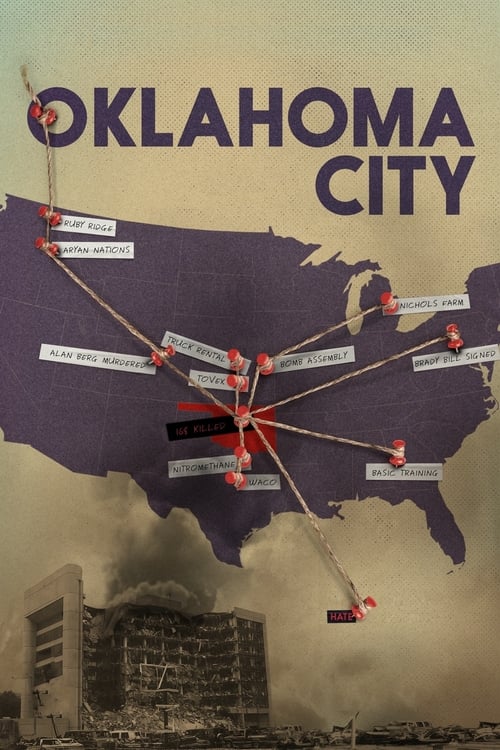 OKLAHOMA
CITY
RUBY RIDGE
ARYAN NATIONS
NICHOLS FARM
TRUCK RENTAL
BOMB ASSEMBLY
BRADY BILL SIGNED
ALAN BERG MURDERED
TOVEX
168 KILLED
NITROMETHANE
BASIC TRAINING
WACO
HATE